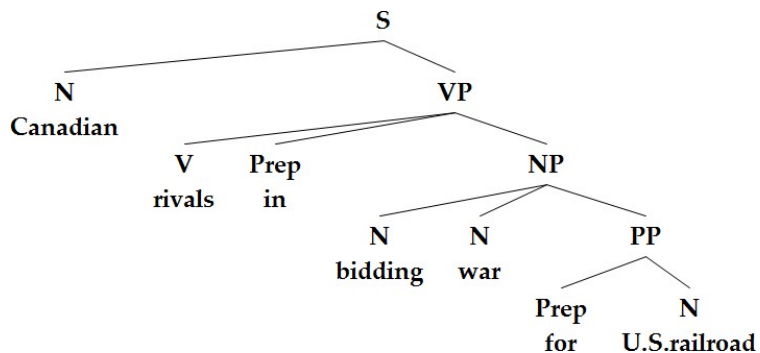 S
N VP
Canadian
V Prep NP
rivals in
N N PP
bidding war
Prep N
for U.S.railroad